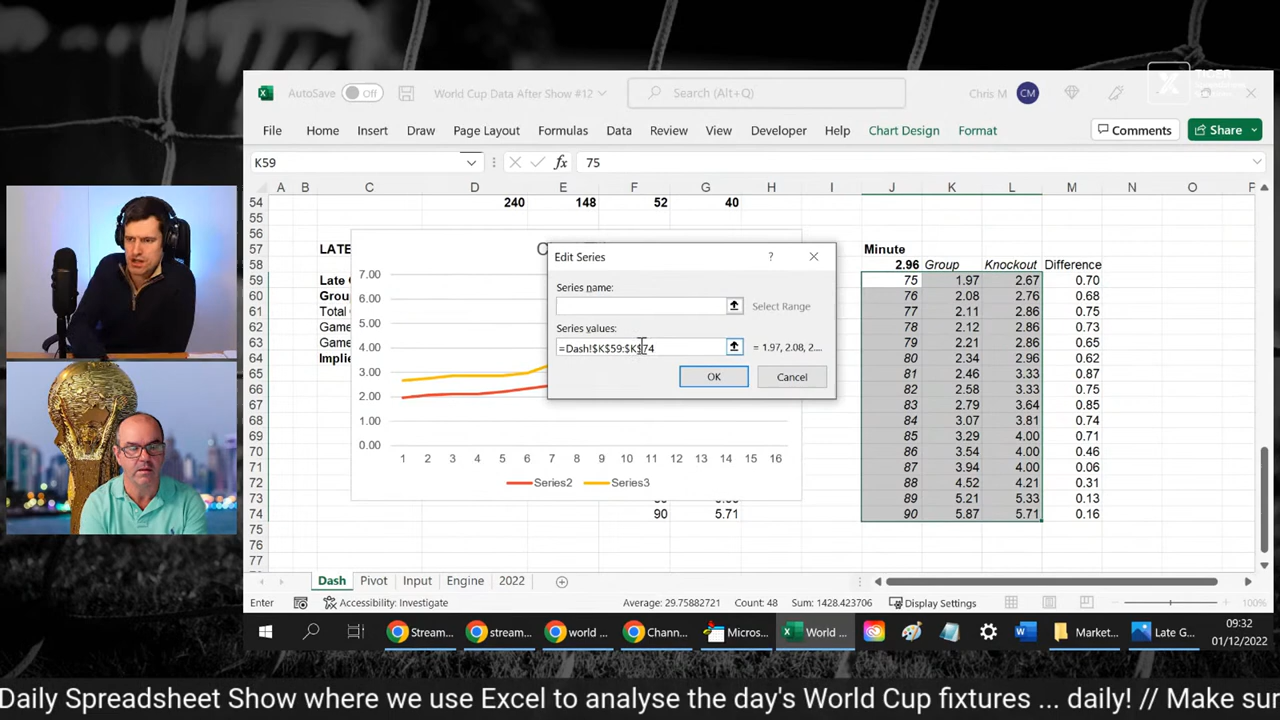 AutoSave Off World Cup Data After Show #12 Search (Alt+Q) Chris M CM
File Home Insert Draw Page Layout Formulas Data Review View Developer Help Chart Design Format Comments Share
K59 fx 75
A B C D E F G H I J K L M N O
54 240 148 52 40
55
56
57 LATE Minute
58 2.96 Group Knockout Difference
59 75 1.97 2.67 0.70
60 76 2.08 2.76 0.68
61 Total 77 2.11 2.86 0.75
62 Game 78 2.12 2.86 0.73
63 Game 79 2.21 2.86 0.65
64 80 2.34 2.96 0.62
65 81 2.46 3.33 0.87
66 82 2.58 3.33 0.75
67 83 2.79 3.64 0.85
68 84 3.07 3.81 0.74
69 85 3.29 4.00 0.71
70 86 3.54 4.00 0.46
71 87 3.94 4.00 0.06
72 88 4.52 4.21 0.31
73 89 5.21 5.33 0.13
74 90 5.71 90 5.87 5.71 0.16
75
76
77
7.00
6.00
5.00
4.00
3.00
2.00
1.00
0.00
1 2 3 4 5 6 7 8 9 10 11 12 13 14 15 16
Series2 Series3
Edit Series ?
Series name:
Select Range
Series values:
=Dash!$K$59:$K$74 = 1.97, 2.08, 2....
OK Cancel
Dash Pivot Input Engine 2022
Enter Accessibility: Investigate Average: 29.75882721 Count: 48 Sum: 1428.423706 Display Settings 100%
Stream... stream... world ... Chann... Micros... World ... Market... Late G... 09:32
01/12/2022
Daily Spreadsheet Show where we use Excel to analyse the day's World Cup fixtures ... daily! // Make sur